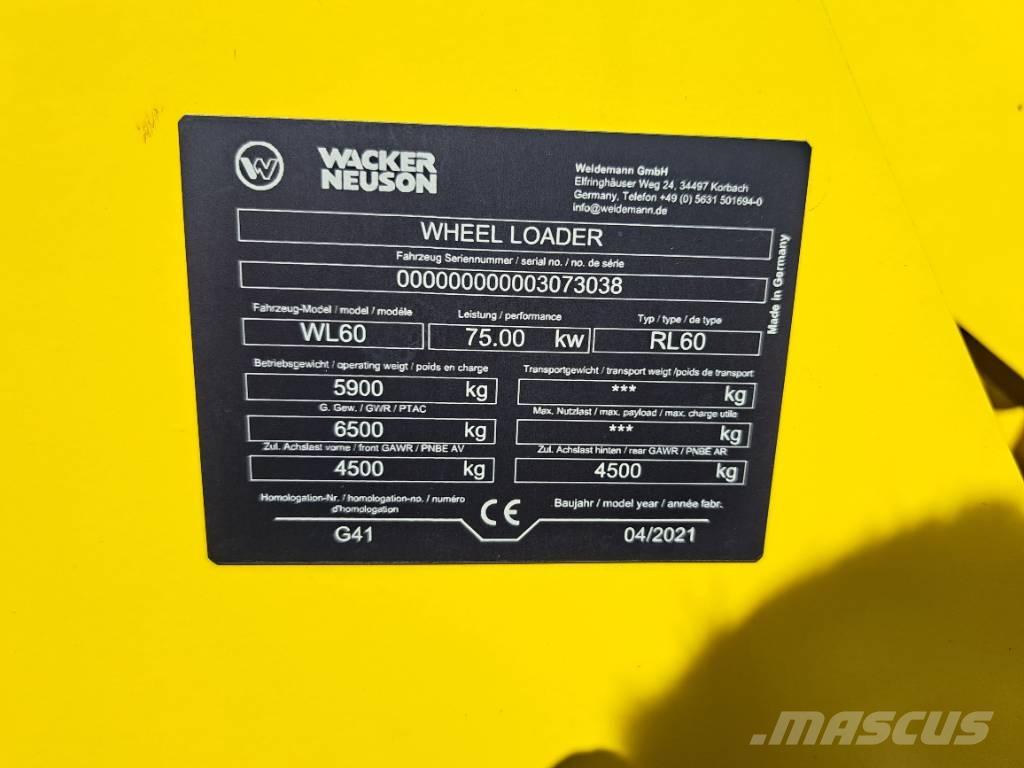 WACKER
NEUSON
Weidemann GmbH
Elfringhäuser Weg 24, 34497 Korbach
Germany, Telefon +49 (0) 5631 501694-0
info@weidemann.de
WHEEL LOADER
Fahrzeug Seriennummer / serial no. / no. de série
000000000003073038
Made in Germany
Fahrzeug-Model / model / modéle Leistung / performance Typ / type / de type
WL60 75.00 kw RL60
Betriebsgewicht / operating weigt / poids en charge Transportgewicht / transport weigt /poids de transport
5900 kg *** kg
G. Gew. / GWR / PTAC Max. Nutzlast / max. payload / max. charge utile
6500 kg *** kg
Zul. Achslast vorne / front GAWR / PNBE AV Zul. Achslast hinten / rear GAWR / PNBE AR
4500 kg 4500 kg
Homologation-Nr. / homologation-no. / numéro
d'homologation
CE
Baujahr / model year / année fabr.
G41 04/2021
MASCUS